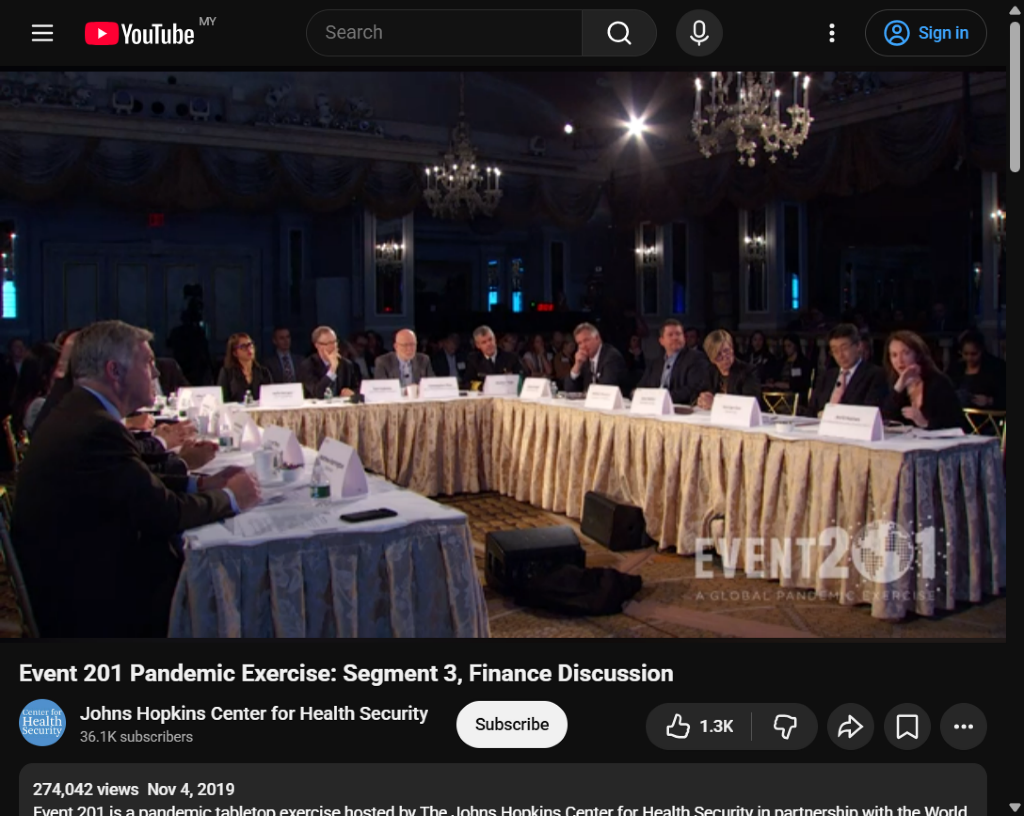 YouTube MY
Search
Sign in
EVENT201
A GLOBAL PANDEMIC EXERCISE
Event 201 Pandemic Exercise: Segment 3, Finance Discussion
Center for
Health
Security
Johns Hopkins Center for Health Security
36.1K subscribers
Subscribe
1.3K
274,042 views Nov 4, 2019
Event 201 is a pandemic tabletop exercise hosted by The Johns Hopkins Center for Health Security in partnership with the World